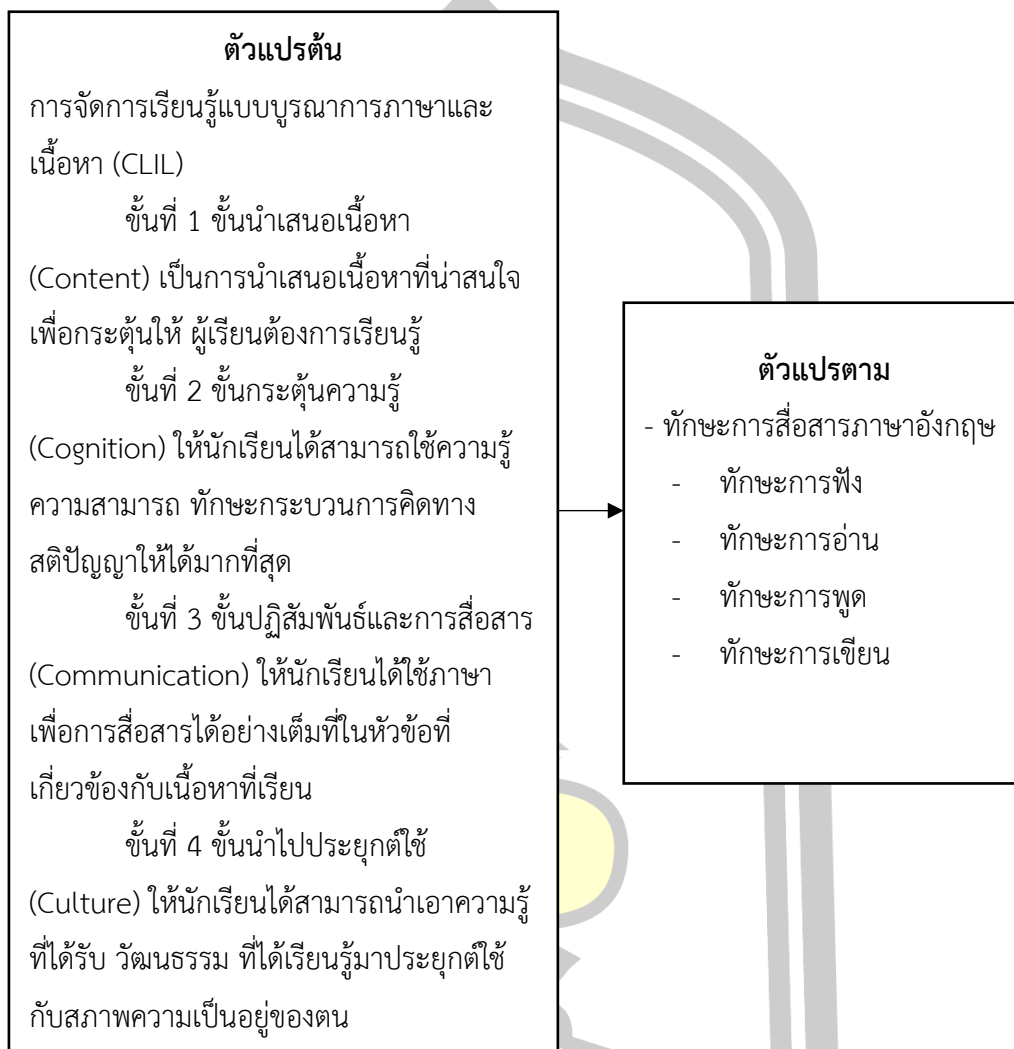 ตัวแปรต้น
การจัดการเรียนรู้แบบบูรณาการภาษาและ
เนื้อหา (CLIL)
ขั้นที่ 1 ขั้นนำเสนอเนื้อหา
(Content) เป็นการนำเสนอเนื้อหาที่น่าสนใจ
เพื่อกระตุ้นให้ ผู้เรียนต้องการเรียนรู้
ขั้นที่ 2 ขั้นกระตุ้นความรู้
(Cognition) ให้นักเรียนได้สามารถใช้ความรู้
ความสามารถ ทักษะกระบวนการคิดทาง
สติปัญญาให้ได้มากที่สุด
ขั้นที่ 3 ขั้นปฏิสัมพันธ์และการสื่อสาร
(Communication) ให้นักเรียนได้ใช้ภาษา
เพื่อการสื่อสารได้อย่างเต็มที่ในหัวข้อที่
เกี่ยวข้องกับเนื้อหาที่เรียน
ขั้นที่ 4 ขั้นนำไปประยุกต์ใช้
(Culture) ให้นักเรียนได้สามารถนำเอาความรู้
ที่ได้รับ วัฒนธรรม ที่ได้เรียนรู้มาประยุกต์ใช้
กับสภาพความเป็นอยู่ของตน
ตัวแปรตาม
- ทักษะการสื่อสารภาษาอังกฤษ
- ทักษะการฟัง
- ทักษะการอ่าน
- ทักษะการพูด
- ทักษะการเขียน